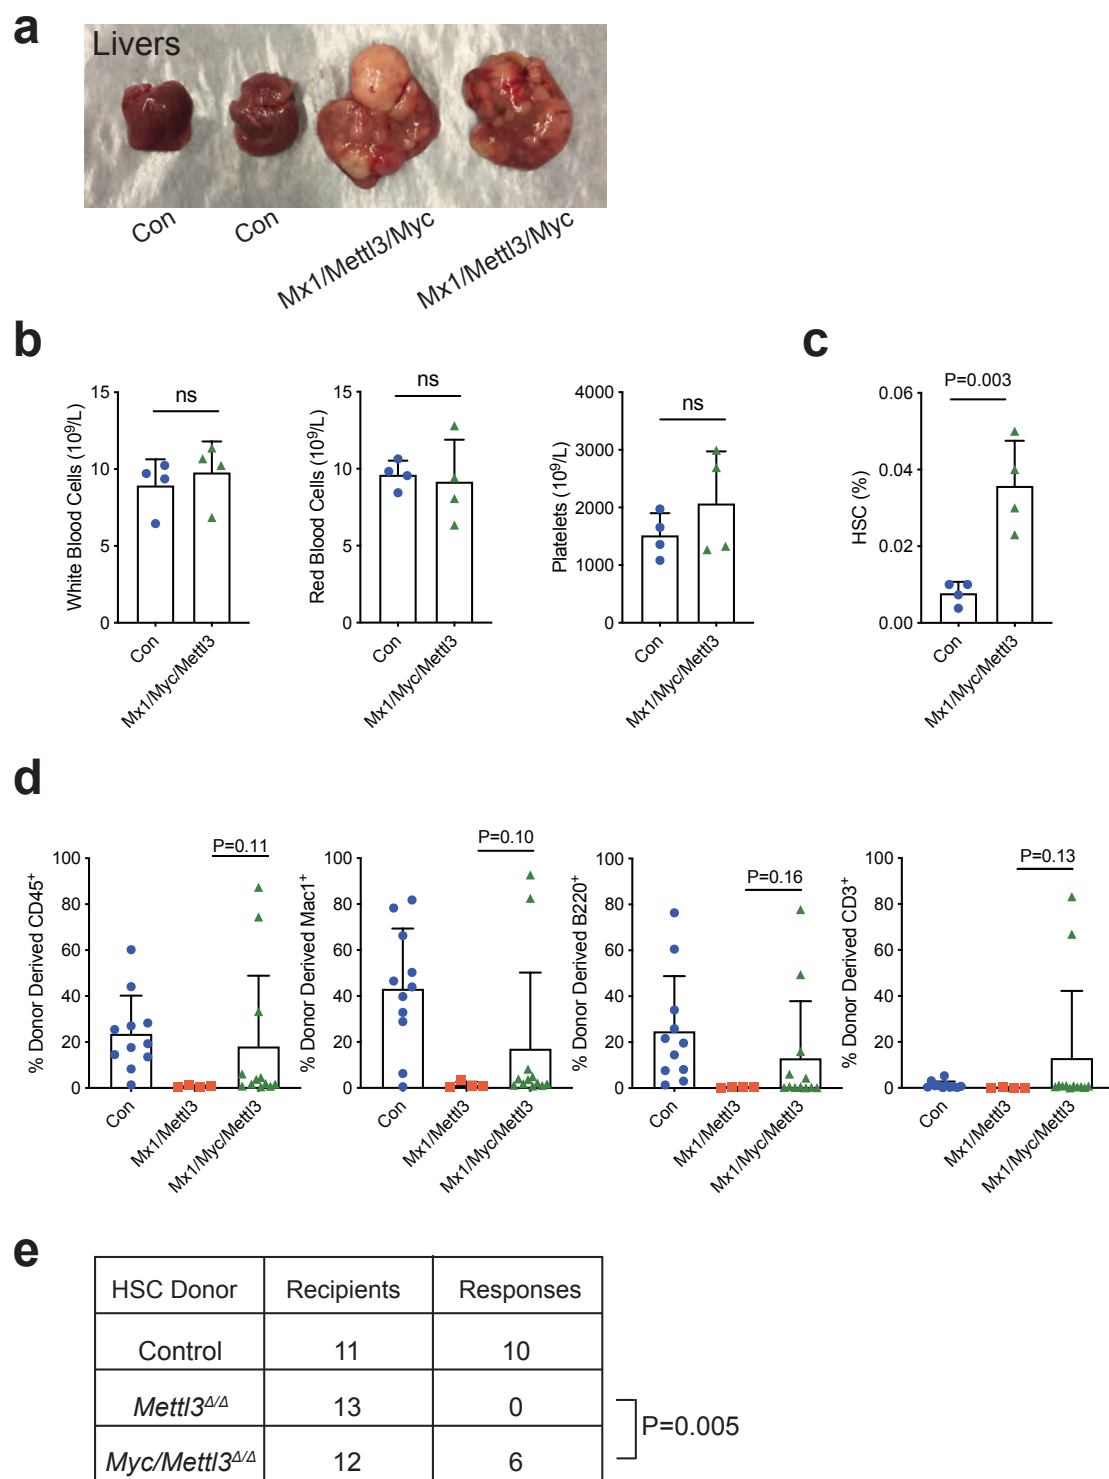 a
Livers
Con
Con
Mx1/Mettl3/Myc
Mx1/Mettl3/Myc
b
White Blood Cells (10⁹/L)
15
10
5
0
ns
Con
Mx1/Myc/Mettl3
Red Blood Cells (10⁹/L)
15
10
5
0
ns
Con
Mx1/Myc/Mettl3
Platelets (10⁹/L)
4000
3000
2000
1000
0
ns
Con
Mx1/Myc/Mettl3
c
HSC (%)
0.06
0.04
0.02
0.00
P=0.003
Con
Mx1/Myc/Mettl3
d
% Donor Derived CD45⁺
100
80
60
40
20
0
P=0.11
Con
Mx1/Mettl3
Mx1/Myc/Mettl3
% Donor Derived Mac1⁺
100
80
60
40
20
0
P=0.10
Con
Mx1/Mettl3
Mx1/Myc/Mettl3
% Donor Derived B220⁺
100
80
60
40
20
0
P=0.16
Con
Mx1/Mettl3
Mx1/Myc/Mettl3
% Donor Derived CD3⁺
100
80
60
40
20
0
P=0.13
Con
Mx1/Mettl3
Mx1/Myc/Mettl3
e
HSC Donor Recipients Responses
Control 11 10
Mettl3^Δ/Δ 13 0
Myc/Mettl3^Δ/Δ 12 6
P=0.005